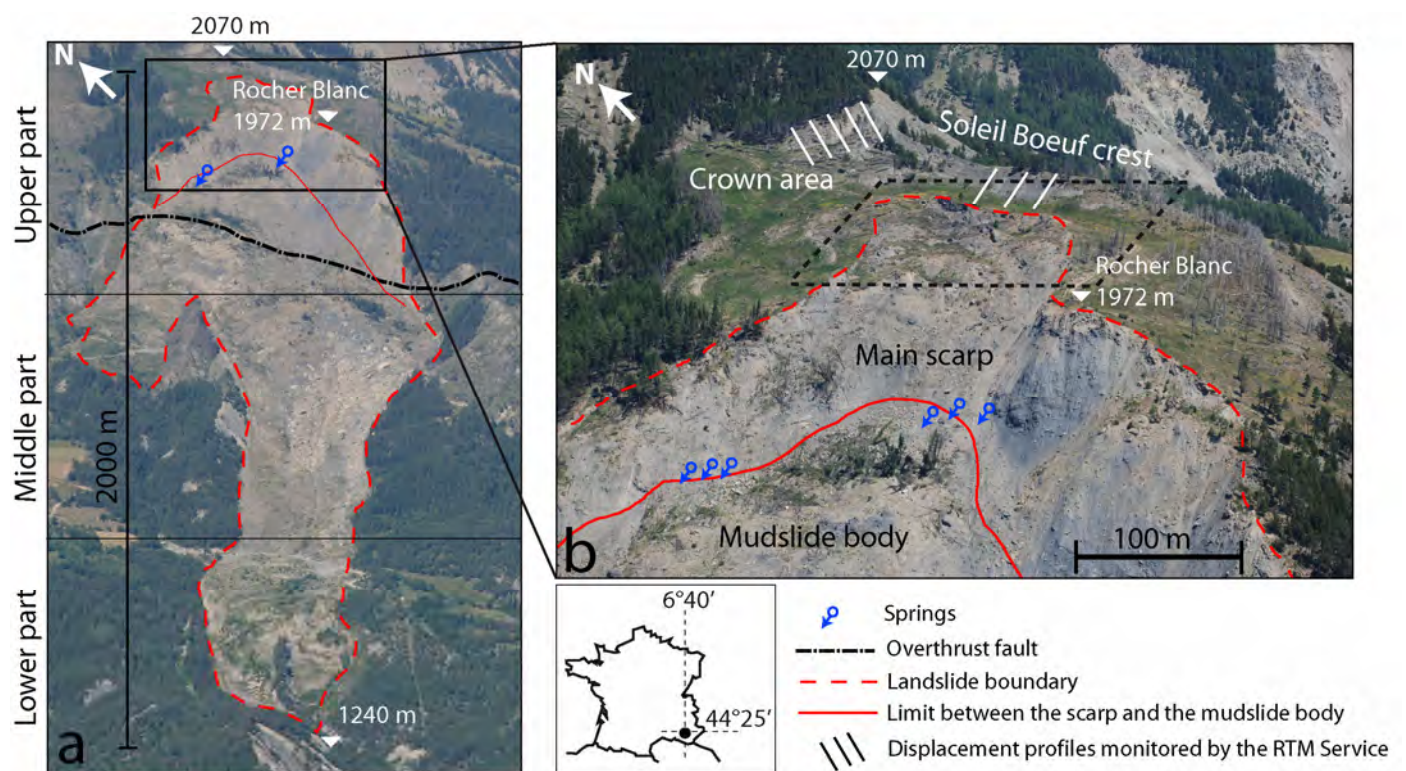 2070 m
N
Rocher Blanc
1972 m
Upper part
Middle part
Lower part
2000 m
1240 m
a
N
2070 m
Soleil Boeuf crest
Crown area
Rocher Blanc
1972 m
Main scarp
Mudslide body
100 m
b
6°40'
44°25'
Springs
Overthrust fault
Landslide boundary
Limit between the scarp and the mudslide body
Displacement profiles monitored by the RTM Service